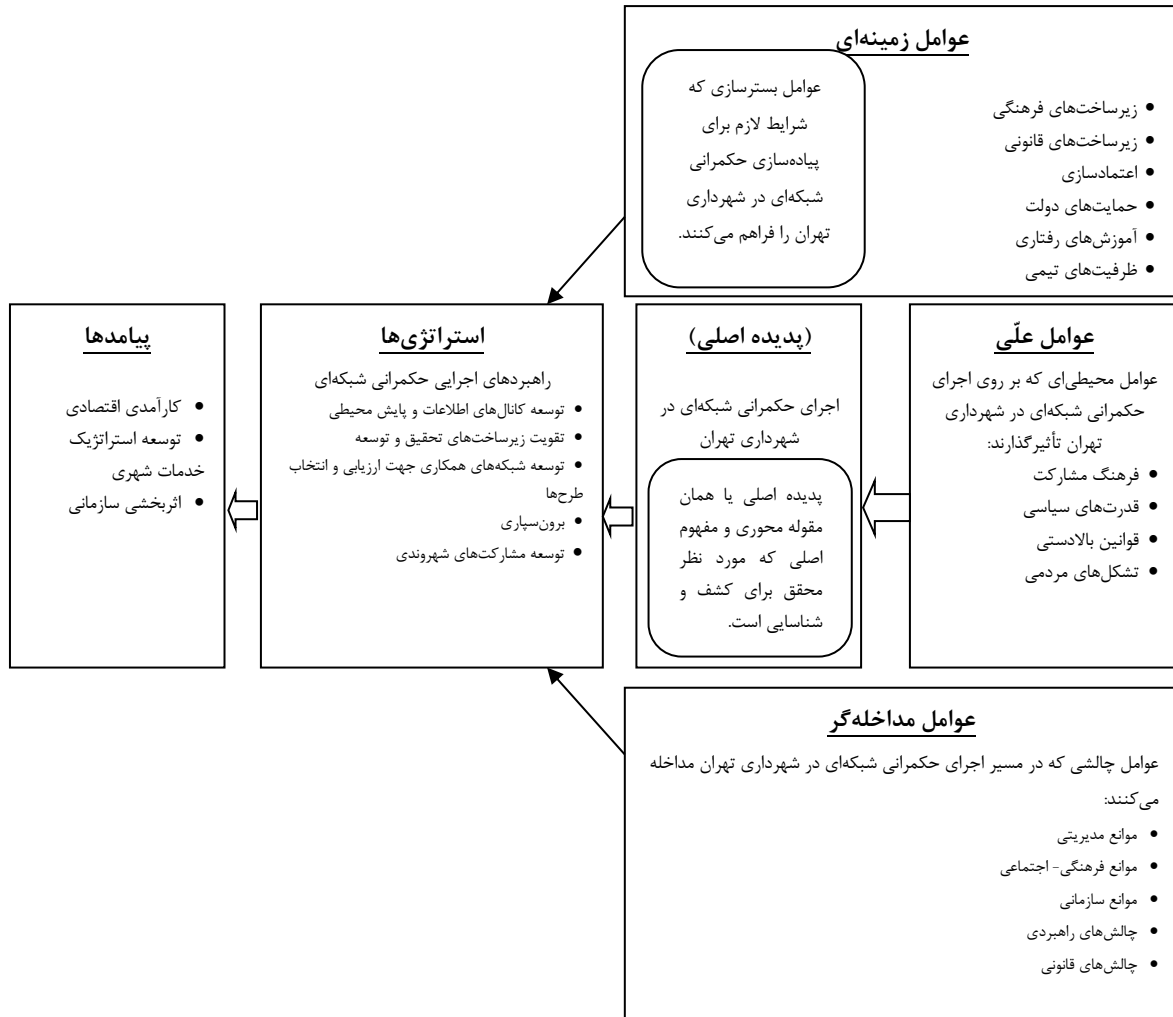 عوامل زمینه‌ای
عوامل بسترسازی که
شرایط لازم برای
پیاده‌سازی حکمرانی
شبکه‌ای در شهرداری
تهران را فراهم می‌کنند.
• زیرساخت‌های فرهنگی
• زیرساخت‌های قانونی
• اعتمادسازی
• حمایت‌های دولت
• آموزش‌های رفتاری
• ظرفیت‌های تیمی
عوامل علّی
عوامل محیطی‌ای که بر روی اجرای
حکمرانی شبکه‌ای در شهرداری
تهران تأثیرگذارند:
• فرهنگ مشارکت
• قدرت‌های سیاسی
• قوانین بالادستی
• تشکل‌های مردمی
(پدیده اصلی)
اجرای حکمرانی شبکه‌ای در
شهرداری تهران
پدیده اصلی یا همان
مقوله محوری و مفهوم
اصلی که مورد نظر
محقق برای کشف و
شناسایی است.
استراتژی‌ها
راهبردهای اجرایی حکمرانی شبکه‌ای
• توسعه کانال‌های اطلاعات و پایش محیطی
• تقویت زیرساخت‌های تحقیق و توسعه
• توسعه شبکه‌های همکاری جهت ارزیابی و انتخاب
طرح‌ها
• برون‌سپاری
• توسعه مشارکت‌های شهروندی
پیامدها
• کارآمدی اقتصادی
• توسعه استراتژیک
خدمات شهری
• اثربخشی سازمانی
عوامل مداخله‌گر
عوامل چالشی که در مسیر اجرای حکمرانی شبکه‌ای در شهرداری تهران مداخله
می‌کنند:
• موانع مدیریتی
• موانع فرهنگی- اجتماعی
• موانع سازمانی
• چالش‌های راهبردی
• چالش‌های قانونی